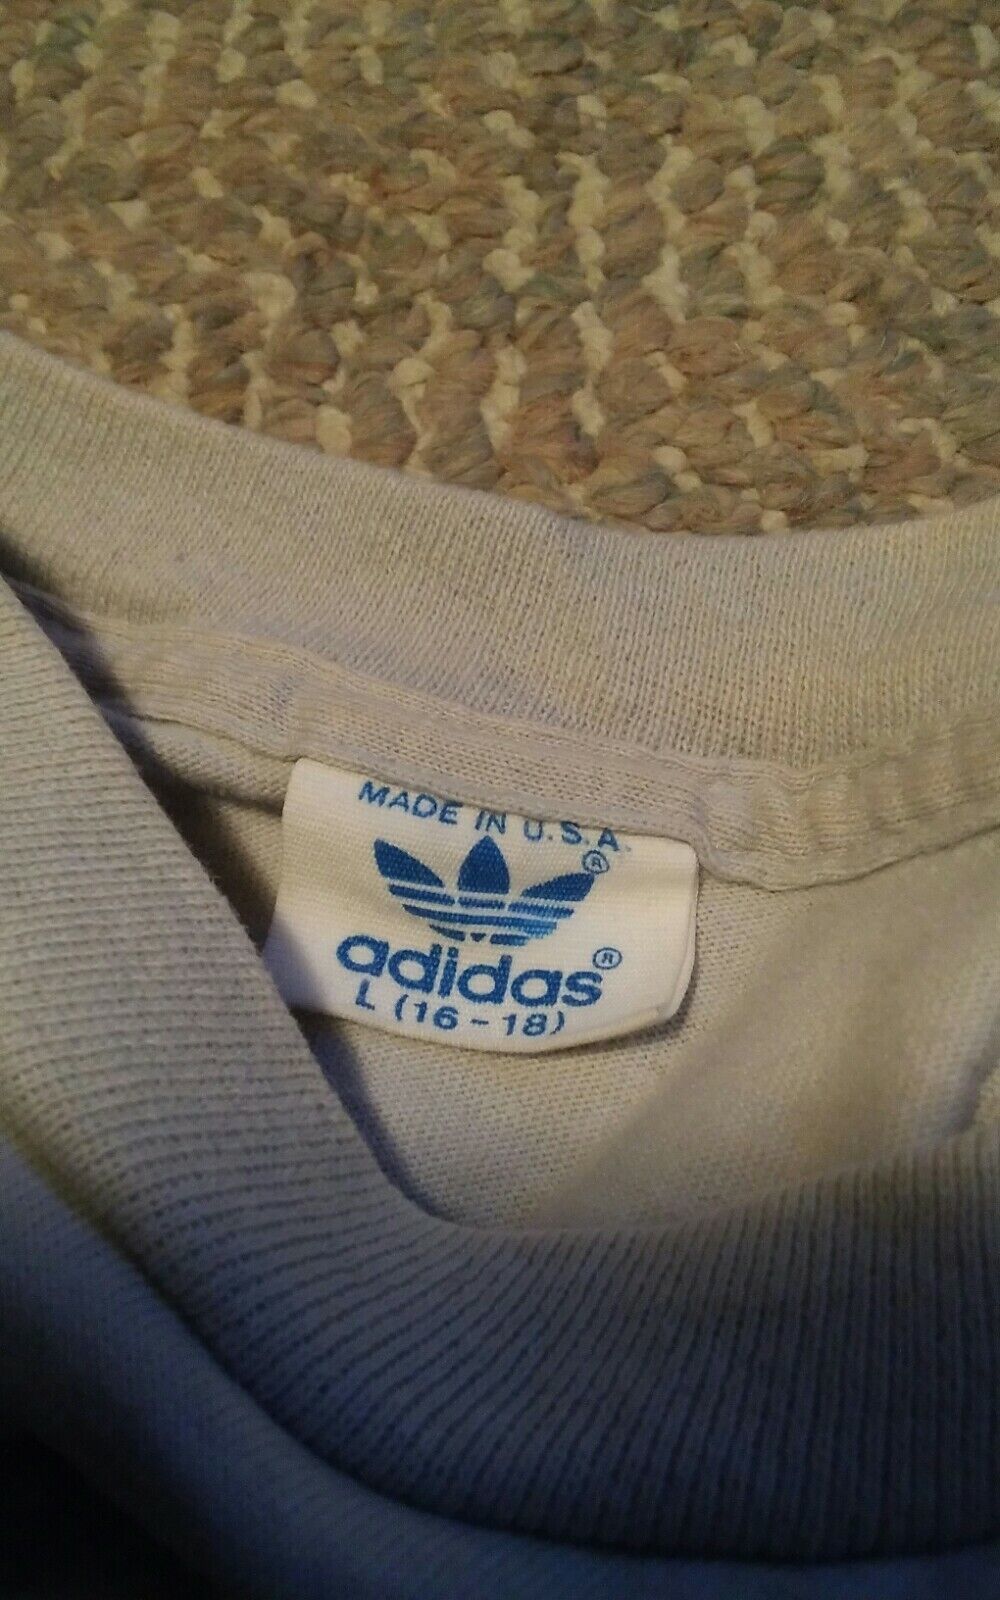 MADE IN U.S.A.
®
adidas®
L (16-18)